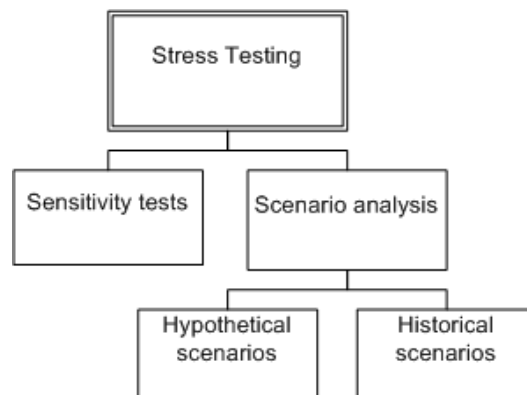 Stress Testing
Sensitivity tests
Scenario analysis
Hypothetical
scenarios
Historical
scenarios